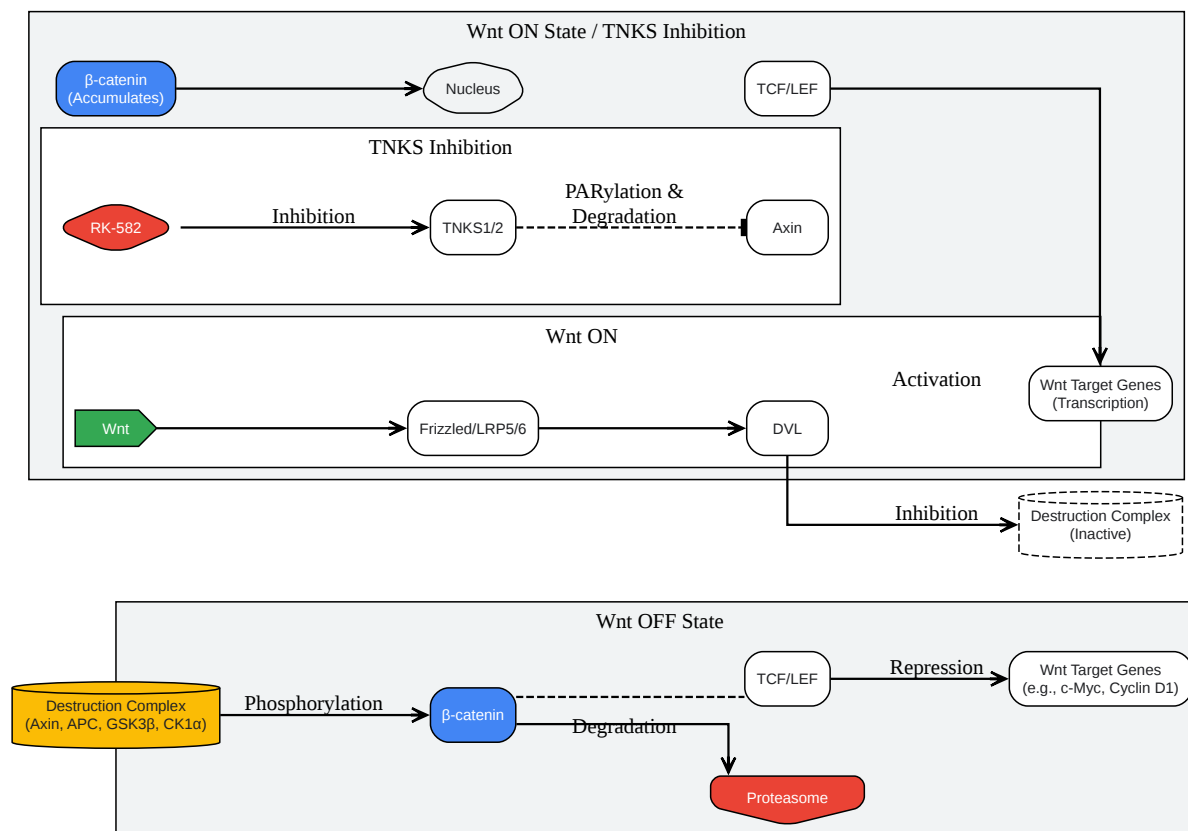 Wnt ON State / TNKS Inhibition
β-catenin
(Accumulates)
Nucleus
TCF/LEF
TNKS Inhibition
RK-582
Inhibition
TNKS1/2
PARylation &
Degradation
Axin
Wnt ON
Activation
Wnt Target Genes
(Transcription)
Wnt
Frizzled/LRP5/6
DVL
Inhibition
Destruction Complex
(Inactive)
Wnt OFF State
Destruction Complex
(Axin, APC, GSK3β, CK1α)
Phosphorylation
β-catenin
Degradation
TCF/LEF
Repression
Wnt Target Genes
(e.g., c-Myc, Cyclin D1)
Proteasome